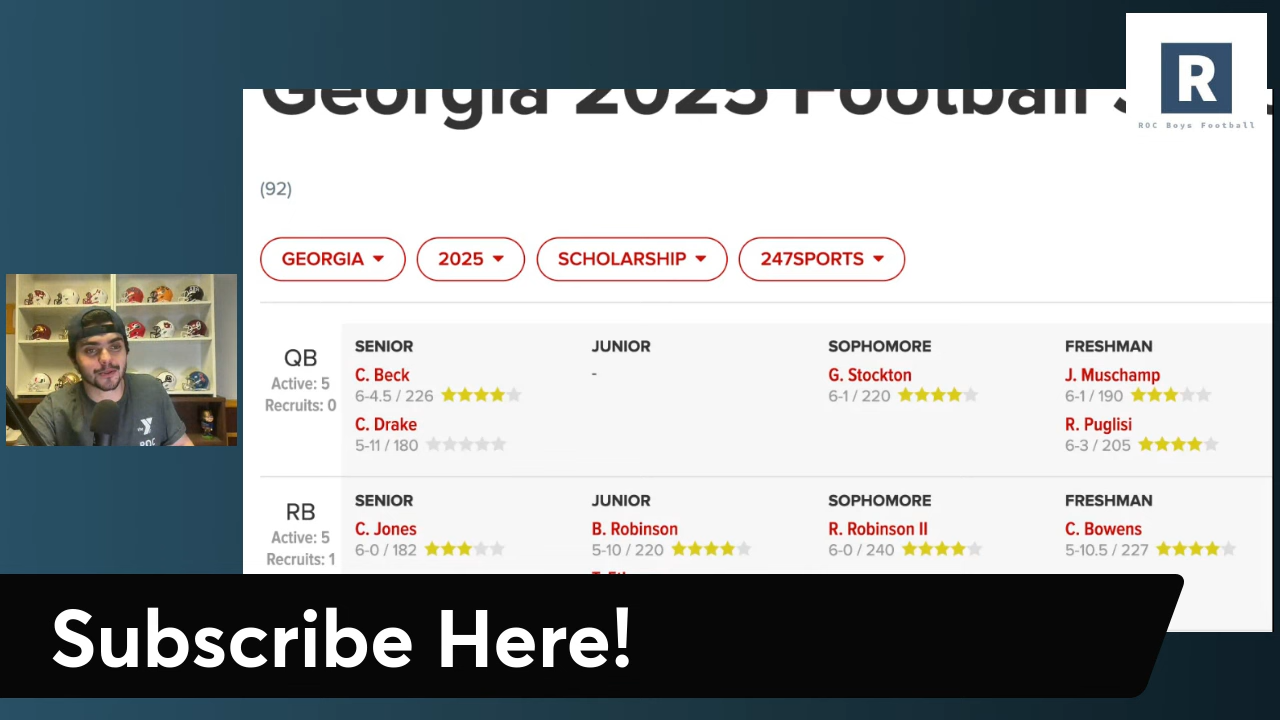 Georgia 2025 Football
R
ROC Boys Football
(92)
GEORGIA
2025
SCHOLARSHIP
247SPORTS
QB
Active: 5
Recruits: 0
SENIOR
C. Beck
6-4.5 / 226
C. Drake
5-11 / 180
JUNIOR
-
SOPHOMORE
G. Stockton
6-1 / 220
FRESHMAN
J. Muschamp
6-1 / 190
R. Puglisi
6-3 / 205
RB
Active: 5
Recruits: 1
SENIOR
C. Jones
6-0 / 182
JUNIOR
B. Robinson
5-10 / 220
SOPHOMORE
R. Robinson II
6-0 / 240
FRESHMAN
C. Bowens
5-10.5 / 227
Subscribe Here!